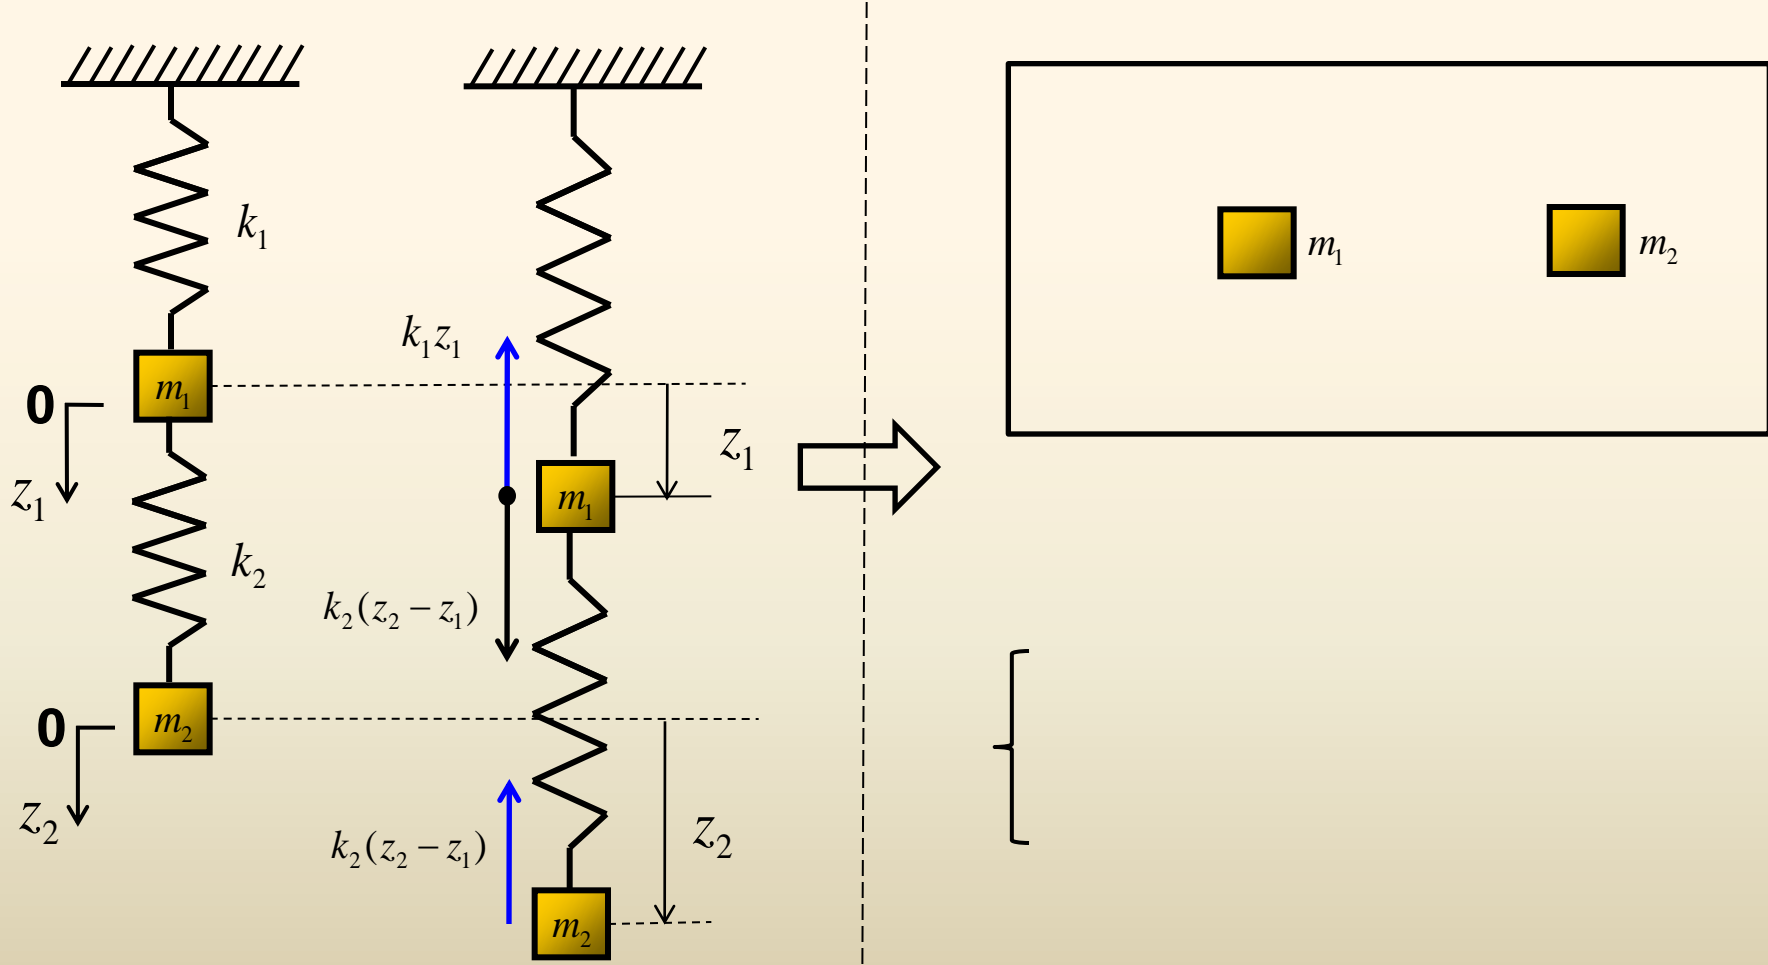 k₁
m₁
0
z₁
k₂
m₂
0
z₂
k₁z₁
z₁
m₁
k₂(z₂ − z₁)
k₂(z₂ − z₁)
z₂
m₂
m₁
m₂